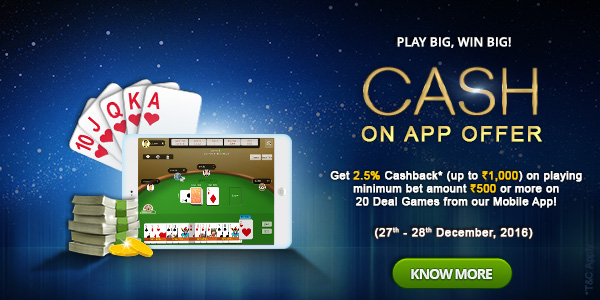 PLAY BIG, WIN BIG!
CASH
ON APP OFFER
Get 2.5% Cashback* (up to ₹1,000) on playing
minimum bet amount ₹500 or more on
20 Deal Games from our Mobile App!
(27th - 28th December, 2016)
KNOW MORE
10 J Q K A